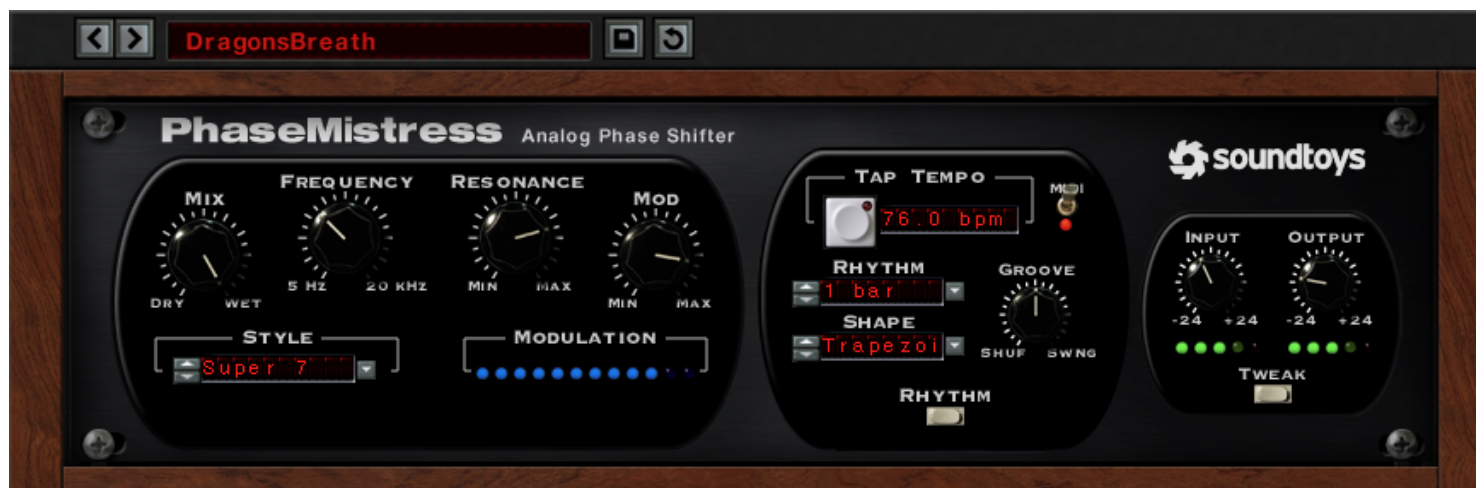 DragonsBreath
PhaseMistress Analog Phase Shifter
soundtoys
MIX
DRY WET
FREQUENCY
5 HZ 20 KHZ
RESONANCE
MIN MAX
MOD
MIN MAX
STYLE
Super 7
MODULATION
TAP TEMPO
76.0 bpm
MIDI
RHYTHM
1 bar
SHAPE
Trapezoi
GROOVE
SHUF SWNG
RHYTHM
INPUT
-24 +24
OUTPUT
-24 +24
TWEAK